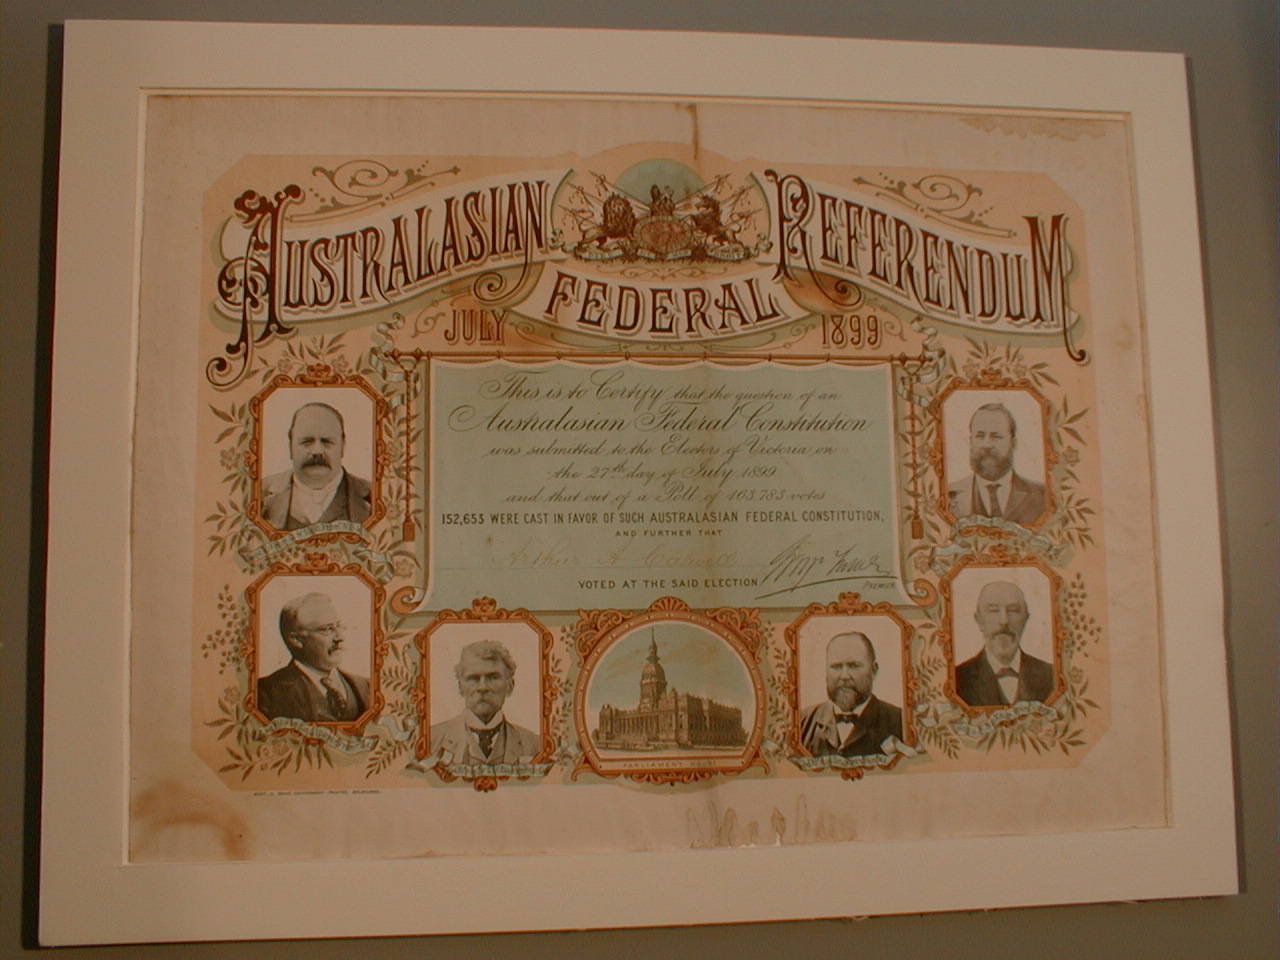 AUSTRALASIAN FEDERAL REFERENDUM
JULY 1899
This is to Certify that the question of an
Australasian Federal Constitution
was submitted to the Electors of Victoria on
the 27th day of July 1899
and that out of a Poll of 163,783 votes
152,653 WERE CAST IN FAVOR OF SUCH AUSTRALASIAN FEDERAL CONSTITUTION,
AND FURTHER THAT
Arthur A
VOTED AT THE SAID ELECTION
PREMIER
PARLIAMENT HOUSE